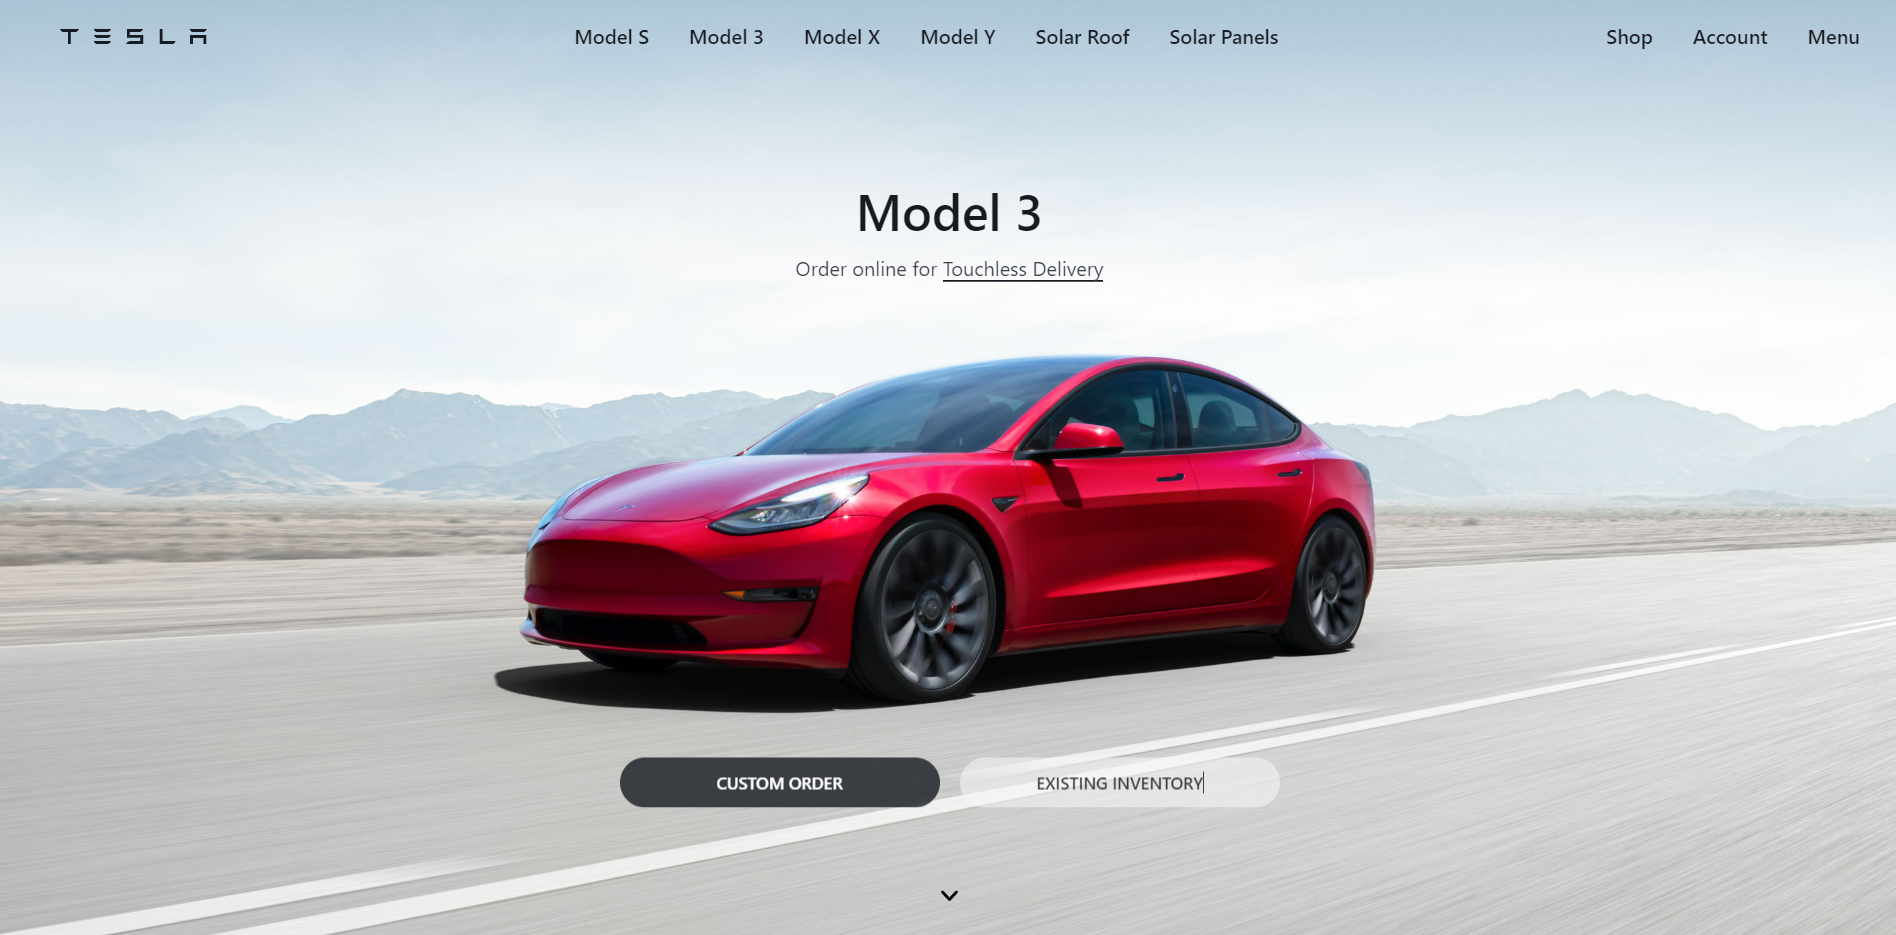 TESLA Model S Model 3 Model X Model Y Solar Roof Solar Panels Shop Account Menu
Model 3
Order online for Touchless Delivery
CUSTOM ORDER EXISTING INVENTORY